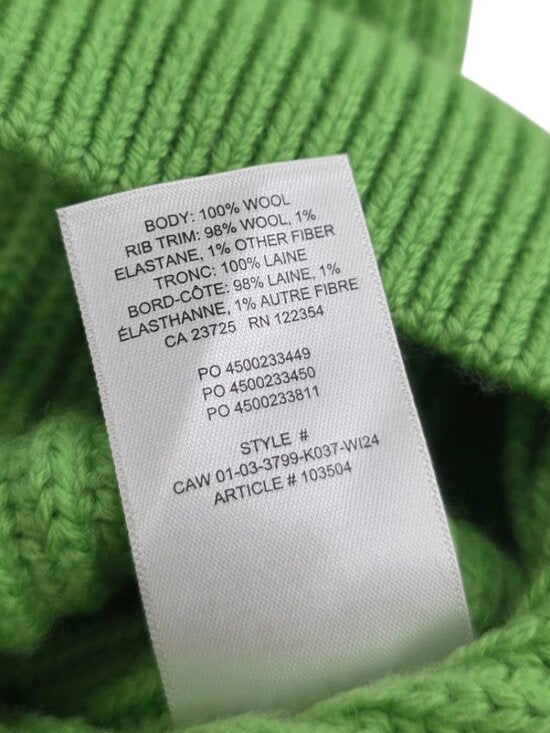 BODY: 100% WOOL
RIB TRIM: 98% WOOL, 1%
ELASTANE, 1% OTHER FIBER
TRONC: 100% LAINE
BORD-CÔTE: 98% LAINE, 1%
ÉLASTHANNE, 1% AUTRE FIBRE
CA 23725 RN 122354
PO 4500233449
PO 4500233450
PO 4500233811
STYLE #
CAW 01-03-3799-K037-WI24
ARTICLE # 103504